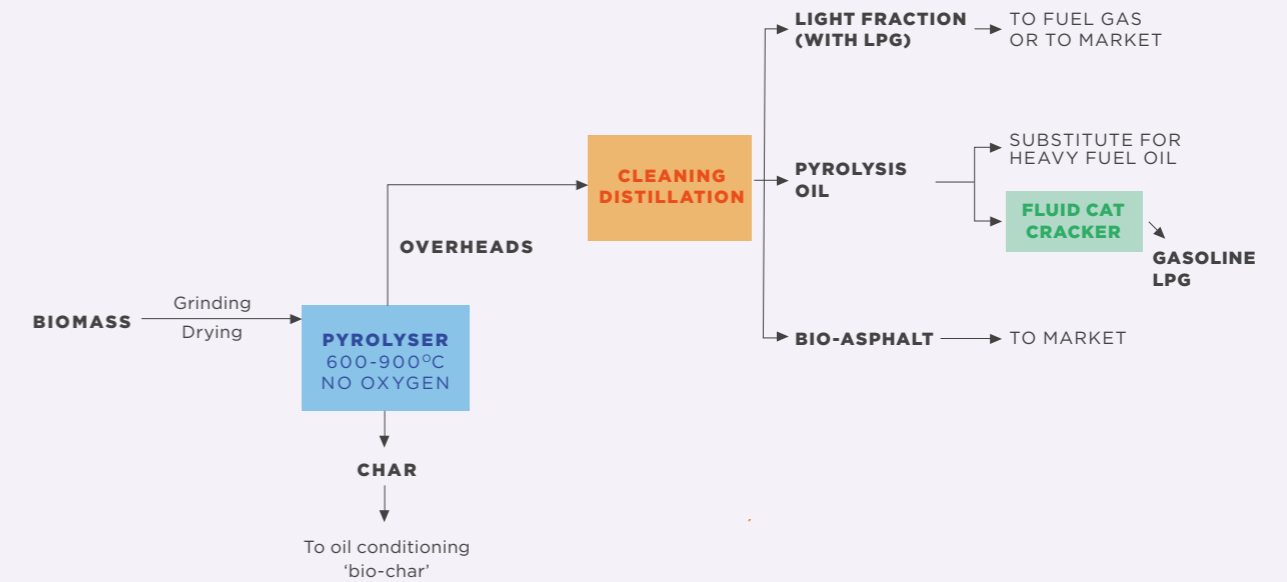 LIGHT FRACTION
(WITH LPG)
TO FUEL GAS
OR TO MARKET
SUBSTITUTE FOR
HEAVY FUEL OIL
CLEANING
DISTILLATION
PYROLYSIS
OIL
FLUID CAT
CRACKER
GASOLINE
LPG
OVERHEADS
BIOMASS
Grinding
Drying
PYROLYSER
600-900°C
NO OXYGEN
BIO-ASPHALT
TO MARKET
CHAR
To oil conditioning
‘bio-char’